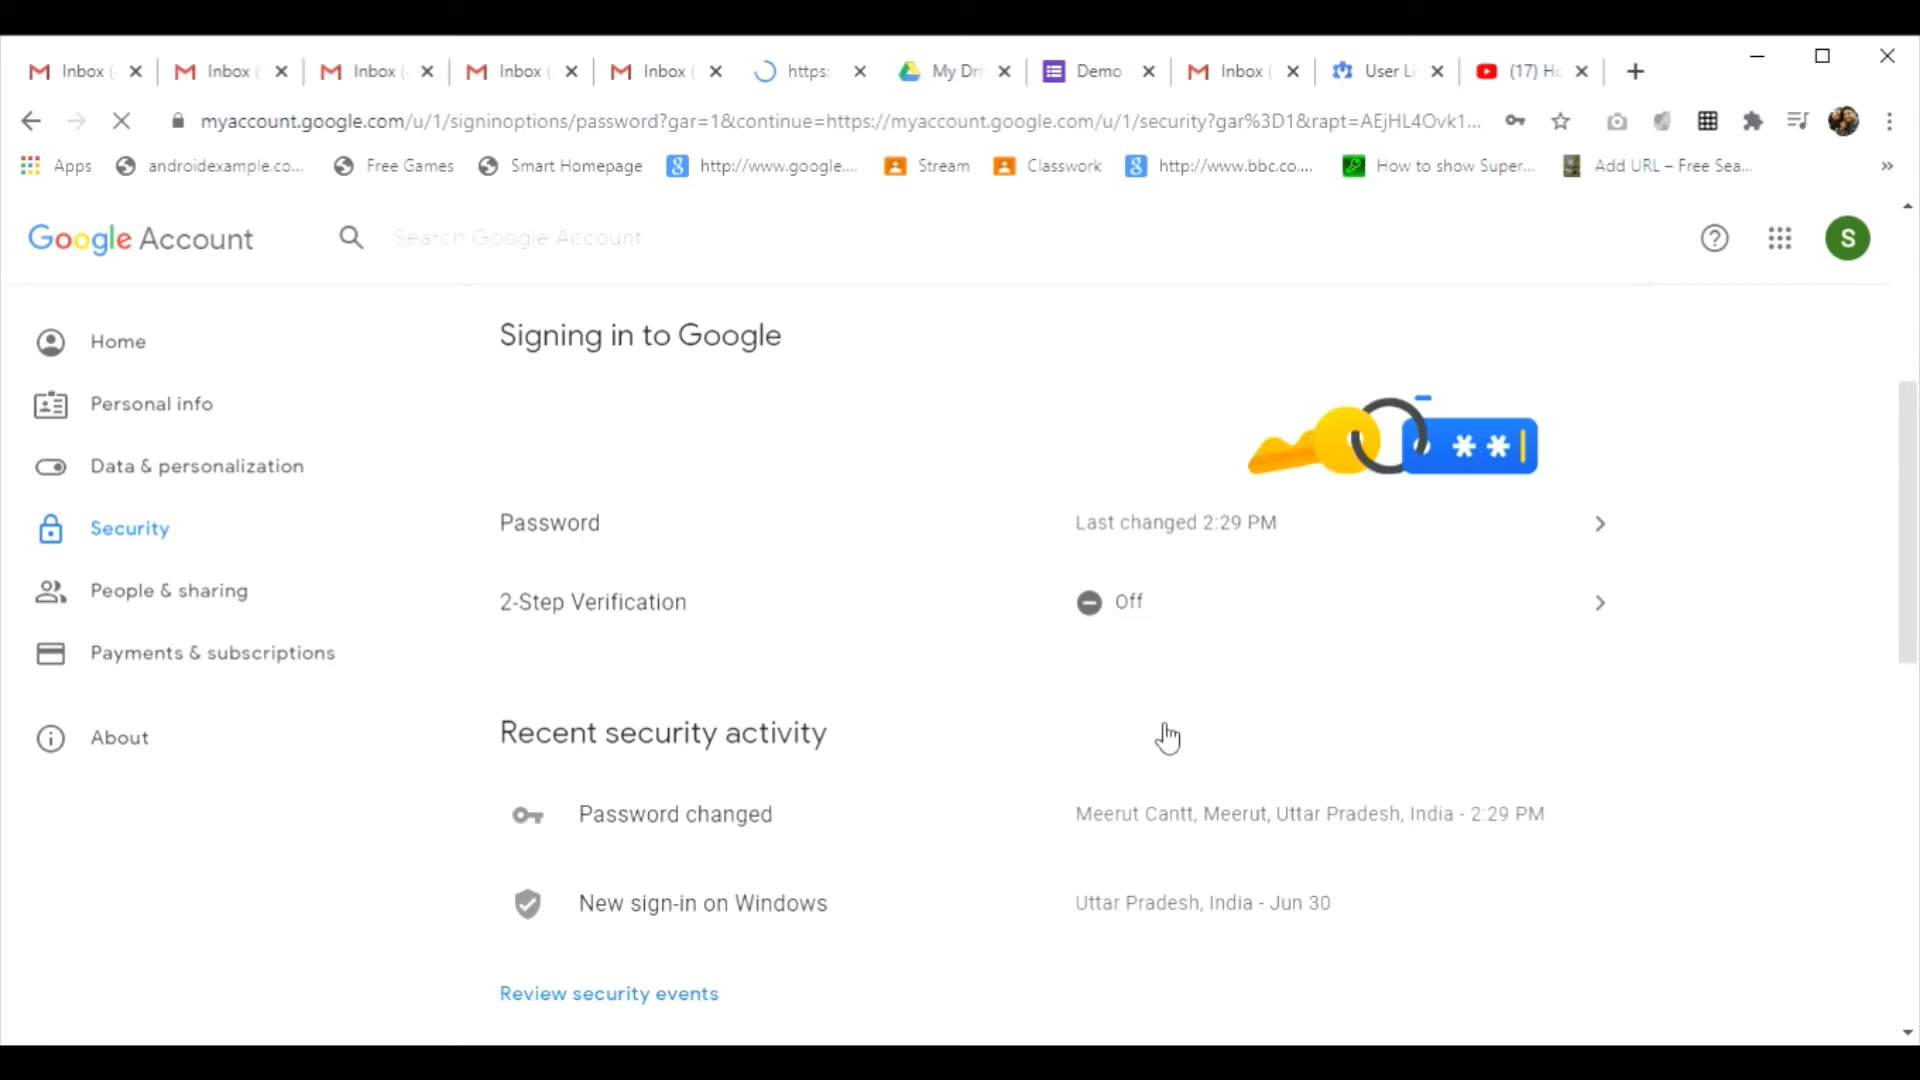 Inbox ( Inbox ( Inbox ( Inbox ( Inbox ( https: My Dri Demo Inbox ( User Li (17) Ho
myaccount.google.com/u/1/signinoptions/password?gar=1&continue=https://myaccount.google.com/u/1/security?gar%3D1&rapt=AEjHL4Ovk1...
Apps androidexample.co... Free Games Smart Homepage http://www.google.... Stream Classwork http://www.bbc.co.... How to show Super... Add URL – Free Sea... »
Google Account Search Google Account S
Signing in to Google
Home
Personal info
Data & personalization
Security
People & sharing
Payments & subscriptions
About
**
Password Last changed 2:29 PM
2-Step Verification Off
Recent security activity
Password changed Meerut Cantt, Meerut, Uttar Pradesh, India - 2:29 PM
New sign-in on Windows Uttar Pradesh, India - Jun 30
Review security events